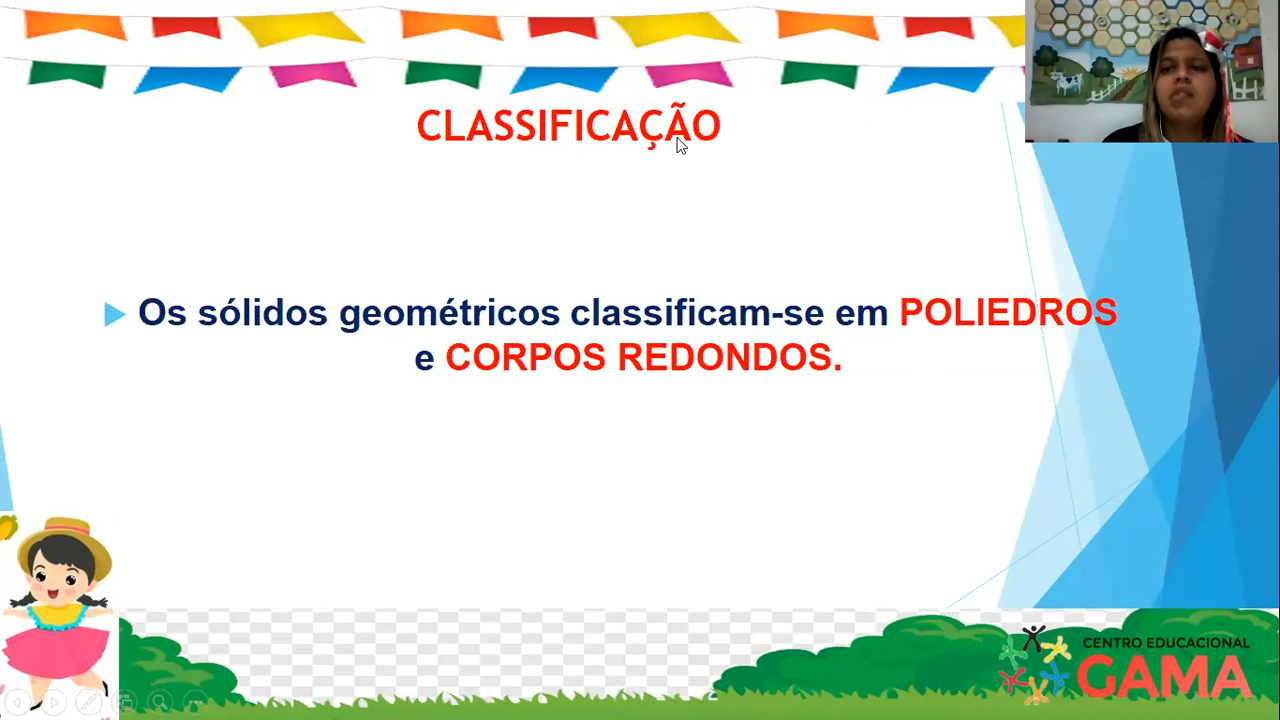 CLASSIFICAÇÃO
Os sólidos geométricos classificam-se em POLIEDROS
e CORPOS REDONDOS.
CENTRO EDUCACIONAL
GAMA